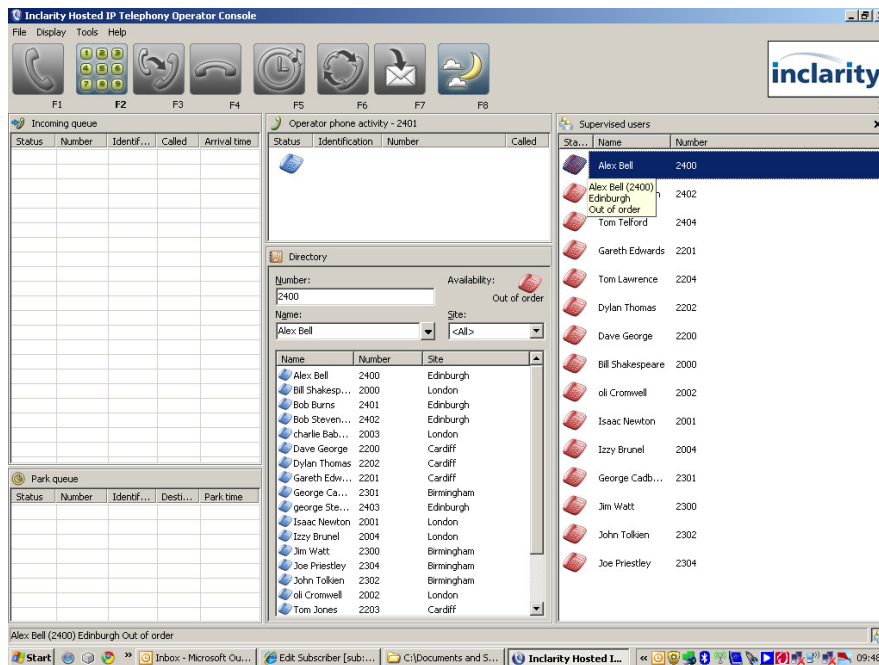 Inclarity Hosted IP Telephony Operator Console
File Display Tools Help
1 2 3
4 5 6
7 8 9
F1 F2 F3 F4 F5 F6 F7 F8
inclarity
Incoming queue
Status Number Identif... Called Arrival time
Operator phone activity - 2401
Status Identification Number Called
Supervised users
Sta... Name Number
Alex Bell 2400
2402
Alex Bell (2400)
Edinburgh
Out of order
Tom Telford 2404
Gareth Edwards 2201
Tom Lawrence 2204
Dylan Thomas 2202
Dave George 2200
Bill Shakespeare 2000
oli Cromwell 2002
Isaac Newton 2001
Izzy Brunel 2004
George Cadb... 2301
Jim Watt 2300
John Tolkien 2302
Joe Priestley 2304
Directory
Number: Availability:
2400 Out of order
Name: Site:
Alex Bell <All>
Name Number Site
Alex Bell 2400 Edinburgh
Bill Shakesp... 2000 London
Bob Burns 2401 Edinburgh
Bob Steven... 2402 Edinburgh
charlie Bab... 2003 London
Dave George 2200 Cardiff
Dylan Thomas 2202 Cardiff
Gareth Edw... 2201 Cardiff
George Ca... 2301 Birmingham
george Ste... 2403 Edinburgh
Isaac Newton 2001 London
Izzy Brunel 2004 London
Jim Watt 2300 Birmingham
Joe Priestley 2304 Birmingham
John Tolkien 2302 Birmingham
oli Cromwell 2002 London
Tom Jones 2203 Cardiff
Park queue
Status Number Identif... Desti... Park time
Alex Bell (2400) Edinburgh Out of order
Start » Inbox - Microsoft Ou... Edit Subscriber [sub:... C:\Documents and S... Inclarity Hosted I... « 09:48